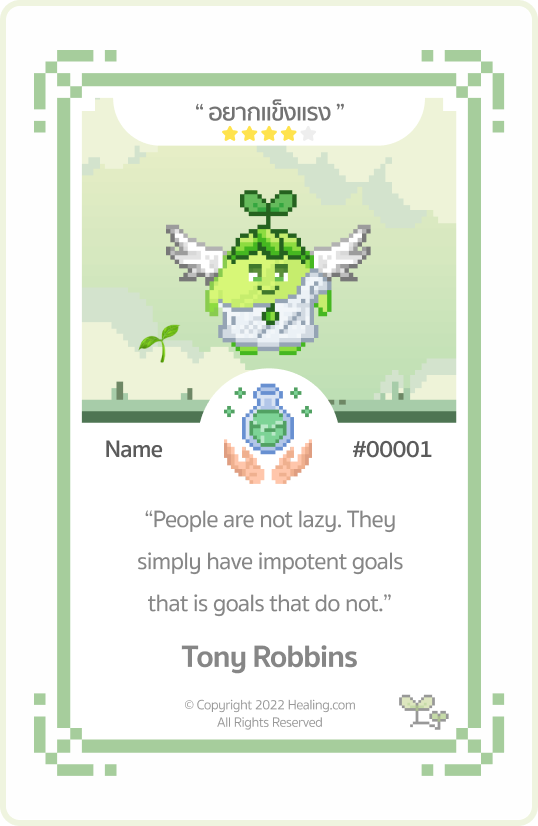 “ อยากแข็งแรง ”
Name #00001
“People are not lazy. They
simply have impotent goals
that is goals that do not.”
Tony Robbins
© Copyright 2022 Healing.com
All Rights Reserved